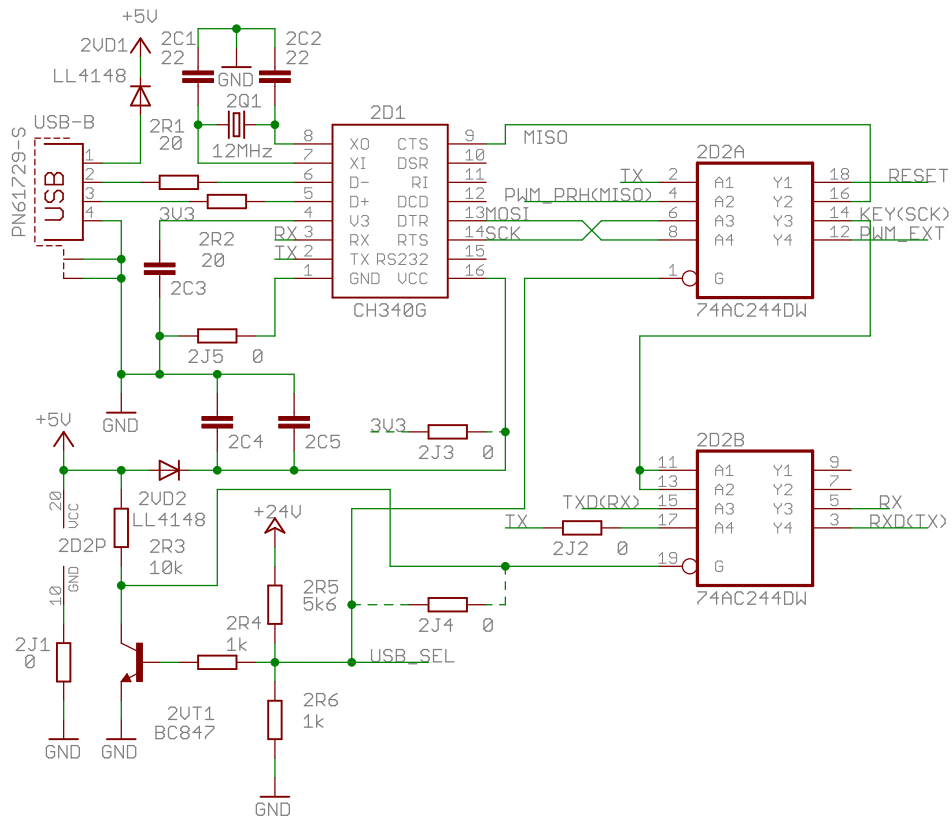 +5V
2VD1
LL4148
2C1
22
2C2
22
GND
2Q1
12MHz
USB-B
PN61729-S
USB
1
2
3
4
2R1
20
3V3
RX
TX
2R2
20
2C3
2J5 0
2D1
8 XO CTS 9
7 XI DSR 10
6 D- RI 11
5 D+ DCD 12
4 V3 DTR 13
3 RX RTS 14
2 TX RS232 15
1 GND VCC 16
CH340G
MISO
TX
PWM_PRH(MISO)
MOSI
SCK
2D2A
2 A1 Y1 18
4 A2 Y2 16
6 A3 Y3 14
8 A4 Y4 12
1 G
74AC244DW
RESET
KEY(SCK)
PWM_EXT
GND
2C4
2C5
3V3
2J3 0
+5V
20
VCC
2D2P
10
GND
2VD2
LL4148
2R3
10k
+24V
2R5
5k6
2R4
1k
2R6
1k
2J1
0
2VT1
BC847
GND
GND
GND
USB_SEL
2J4 0
TXD(RX)
TX
2J2 0
2D2B
11 A1 Y1 9
13 A2 Y2 7
15 A3 Y3 5
17 A4 Y4 3
19 G
74AC244DW
RX
RXD(TX)